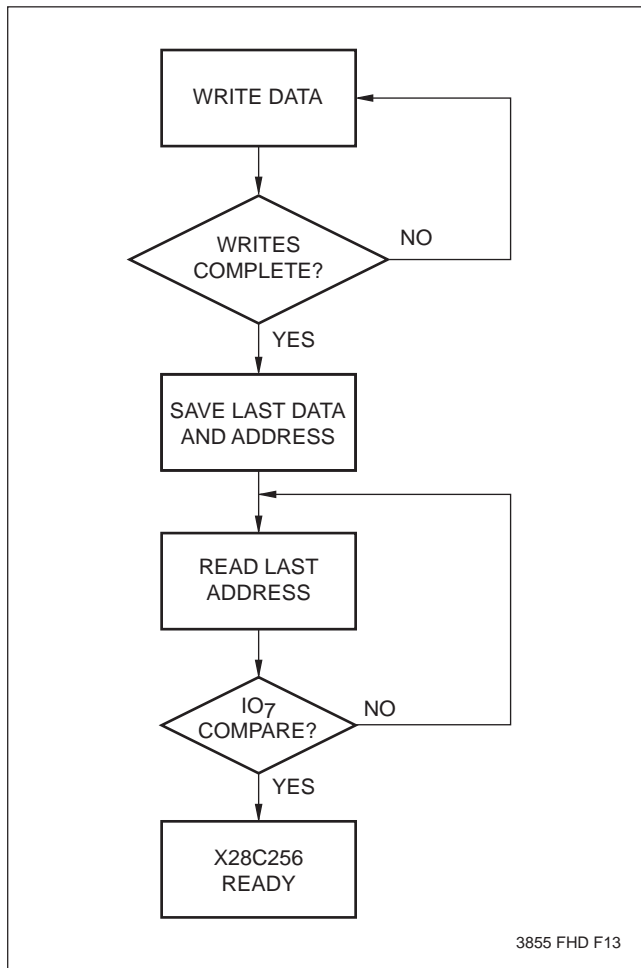 WRITE DATA
WRITES
COMPLETE?
NO
YES
SAVE LAST DATA
AND ADDRESS
READ LAST
ADDRESS
IO7
COMPARE?
NO
YES
X28C256
READY
3855 FHD F13